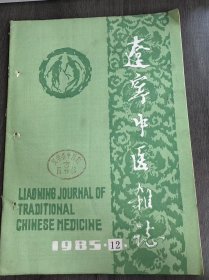 辽宁中医杂志
LIAONING JOURNAL OF
TRADITIONAL
CHINESE MEDICINE
1985·12